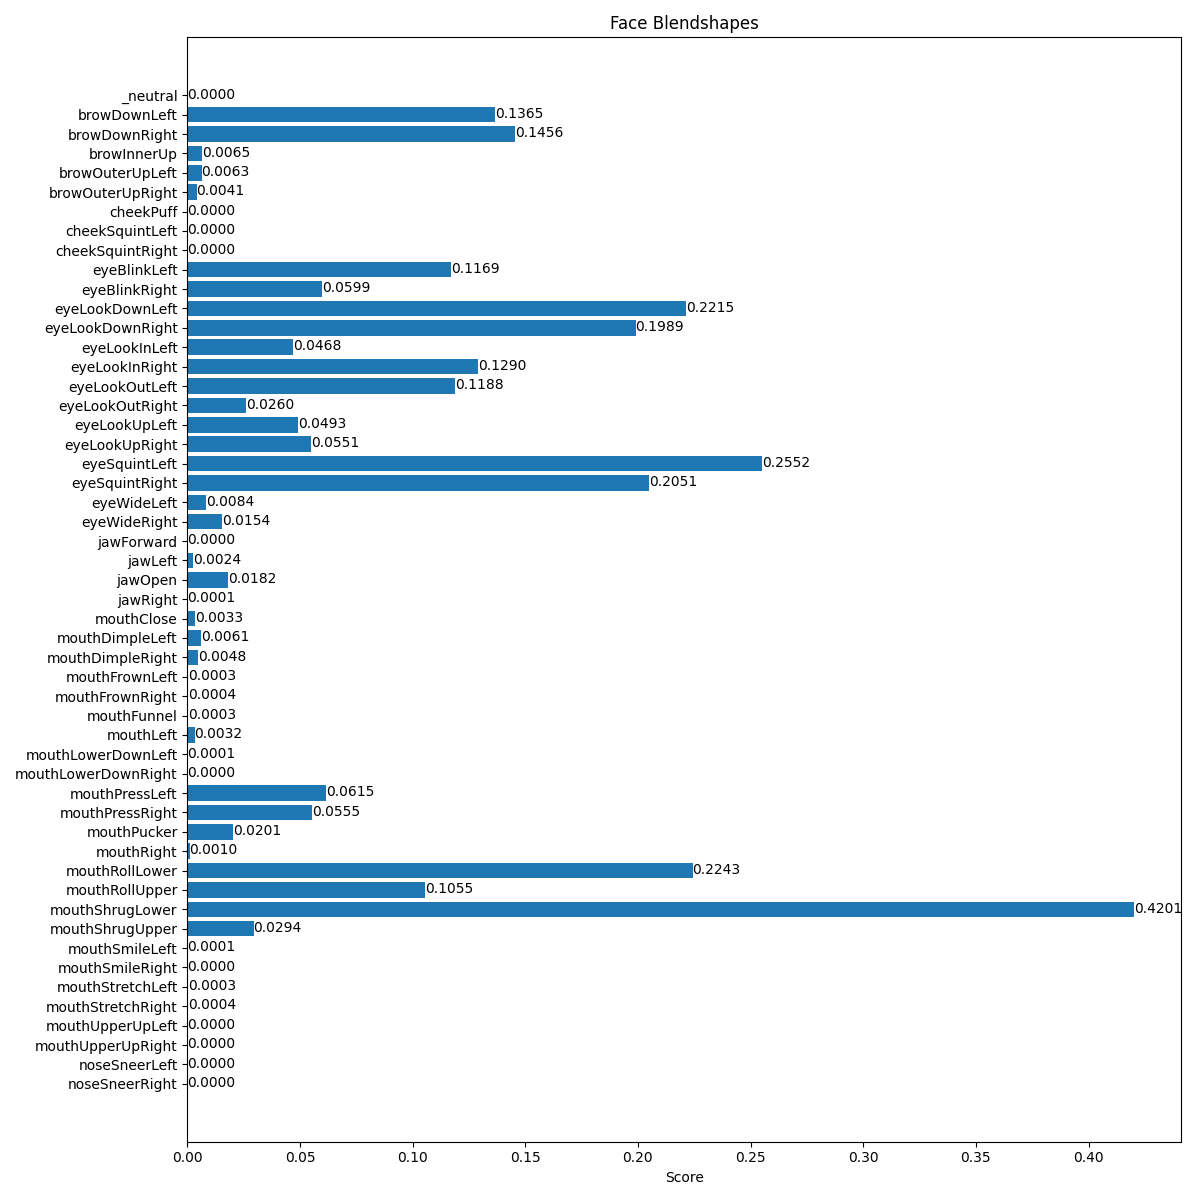 Face Blendshapes
_neutral 0.0000
browDownLeft 0.1365
browDownRight 0.1456
browInnerUp 0.0065
browOuterUpLeft 0.0063
browOuterUpRight 0.0041
cheekPuff 0.0000
cheekSquintLeft 0.0000
cheekSquintRight 0.0000
eyeBlinkLeft 0.1169
eyeBlinkRight 0.0599
eyeLookDownLeft 0.2215
eyeLookDownRight 0.1989
eyeLookInLeft 0.0468
eyeLookInRight 0.1290
eyeLookOutLeft 0.1188
eyeLookOutRight 0.0260
eyeLookUpLeft 0.0493
eyeLookUpRight 0.0551
eyeSquintLeft 0.2552
eyeSquintRight 0.2051
eyeWideLeft 0.0084
eyeWideRight 0.0154
jawForward 0.0000
jawLeft 0.0024
jawOpen 0.0182
jawRight 0.0001
mouthClose 0.0033
mouthDimpleLeft 0.0061
mouthDimpleRight 0.0048
mouthFrownLeft 0.0003
mouthFrownRight 0.0004
mouthFunnel 0.0003
mouthLeft 0.0032
mouthLowerDownLeft 0.0001
mouthLowerDownRight 0.0000
mouthPressLeft 0.0615
mouthPressRight 0.0555
mouthPucker 0.0201
mouthRight 0.0010
mouthRollLower 0.2243
mouthRollUpper 0.1055
mouthShrugLower 0.4201
mouthShrugUpper 0.0294
mouthSmileLeft 0.0001
mouthSmileRight 0.0000
mouthStretchLeft 0.0003
mouthStretchRight 0.0004
mouthUpperUpLeft 0.0000
mouthUpperUpRight 0.0000
noseSneerLeft 0.0000
noseSneerRight 0.0000
0.00 0.05 0.10 0.15 0.20 0.25 0.30 0.35 0.40
Score